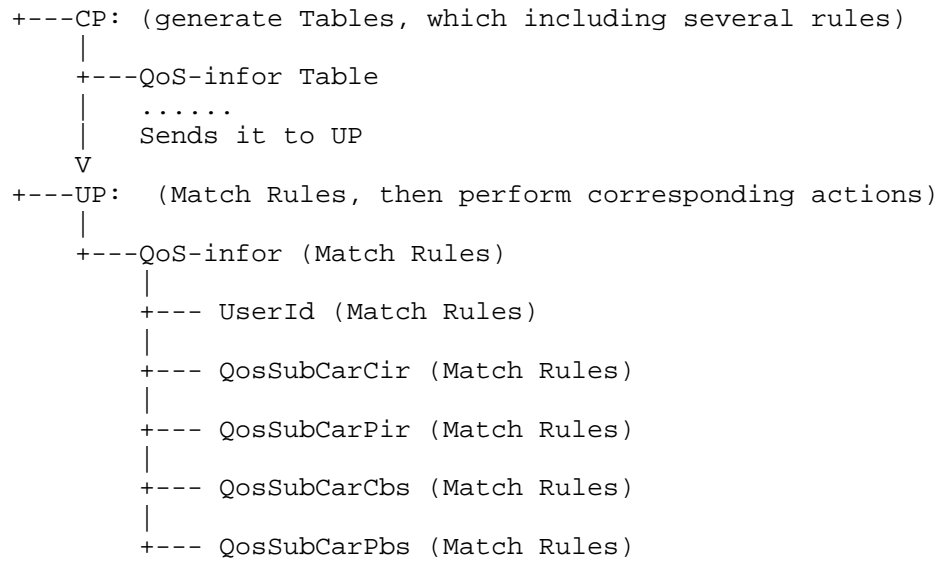 +---CP: (generate Tables, which including several rules)
    |
    +---QoS-infor Table
    |   ......
    |   Sends it to UP
    V
+---UP:  (Match Rules, then perform corresponding actions)
    |
    +---QoS-infor (Match Rules)
        |
        +--- UserId (Match Rules)
        |
        +--- QosSubCarCir (Match Rules)
        |
        +--- QosSubCarPir (Match Rules)
        |
        +--- QosSubCarCbs (Match Rules)
        |
        +--- QosSubCarPbs (Match Rules)